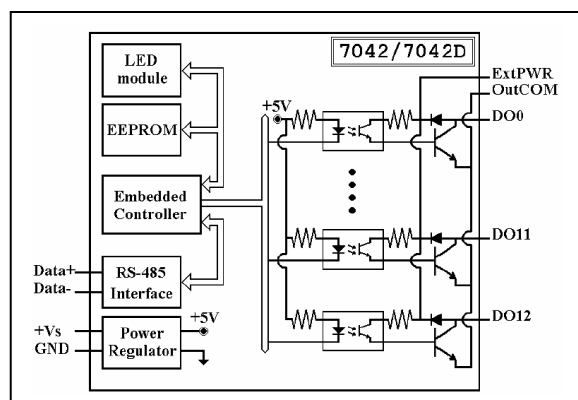 7042/7042D
LED
module
EEPROM
Embedded
Controller
Data+
Data-
RS-485
Interface
+Vs
GND
Power
Regulator
+5V
+5V
ExtPWR
OutCOM
DO0
DO11
DO12